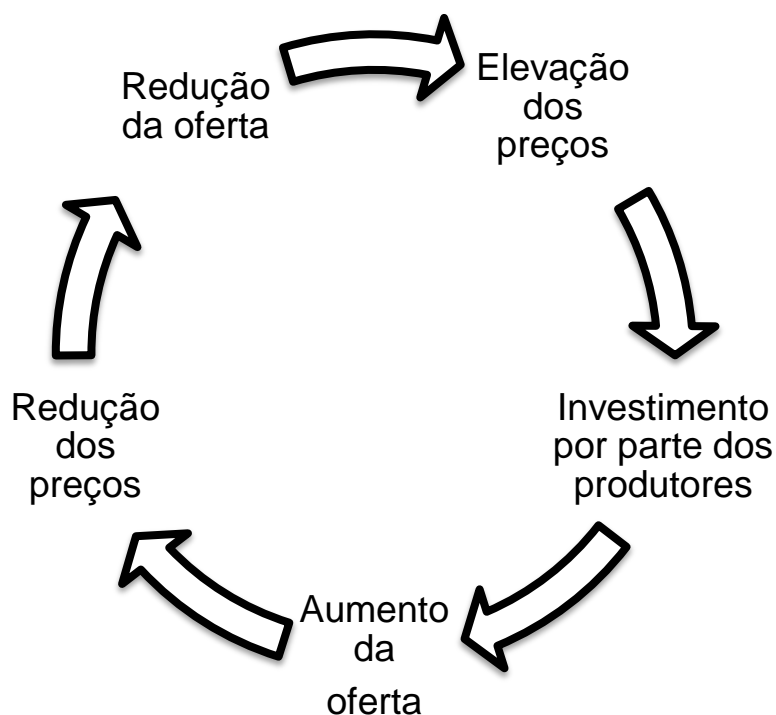 Redução
da oferta
Elevação
dos
preços
Investimento
por parte dos
produtores
Aumento
da
oferta
Redução
dos
preços